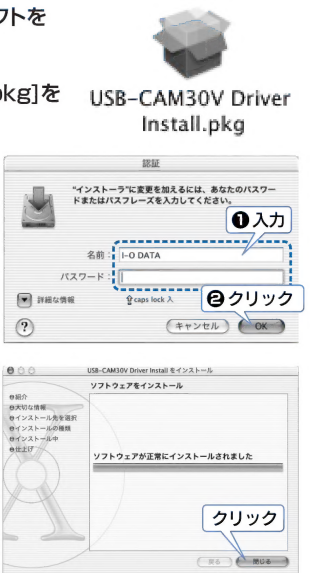 フトを
kg]を
USB-CAM30V Driver
Install.pkg
認証
"インストーラ"に変更を加えるには、あなたのパスワー
ドまたはパスフレーズを入力してください。
❶入力
名前：I-O DATA
パスワード：
詳細な情報
caps lock 入
❷クリック
?
キャンセル
OK
USB-CAM30V Driver Install をインストール
ソフトウェアをインストール
紹介
大切な情報
インストール先を選択
インストールの種類
インストール中
仕上げ
ソフトウェアが正常にインストールされました
クリック
戻る
閉じる